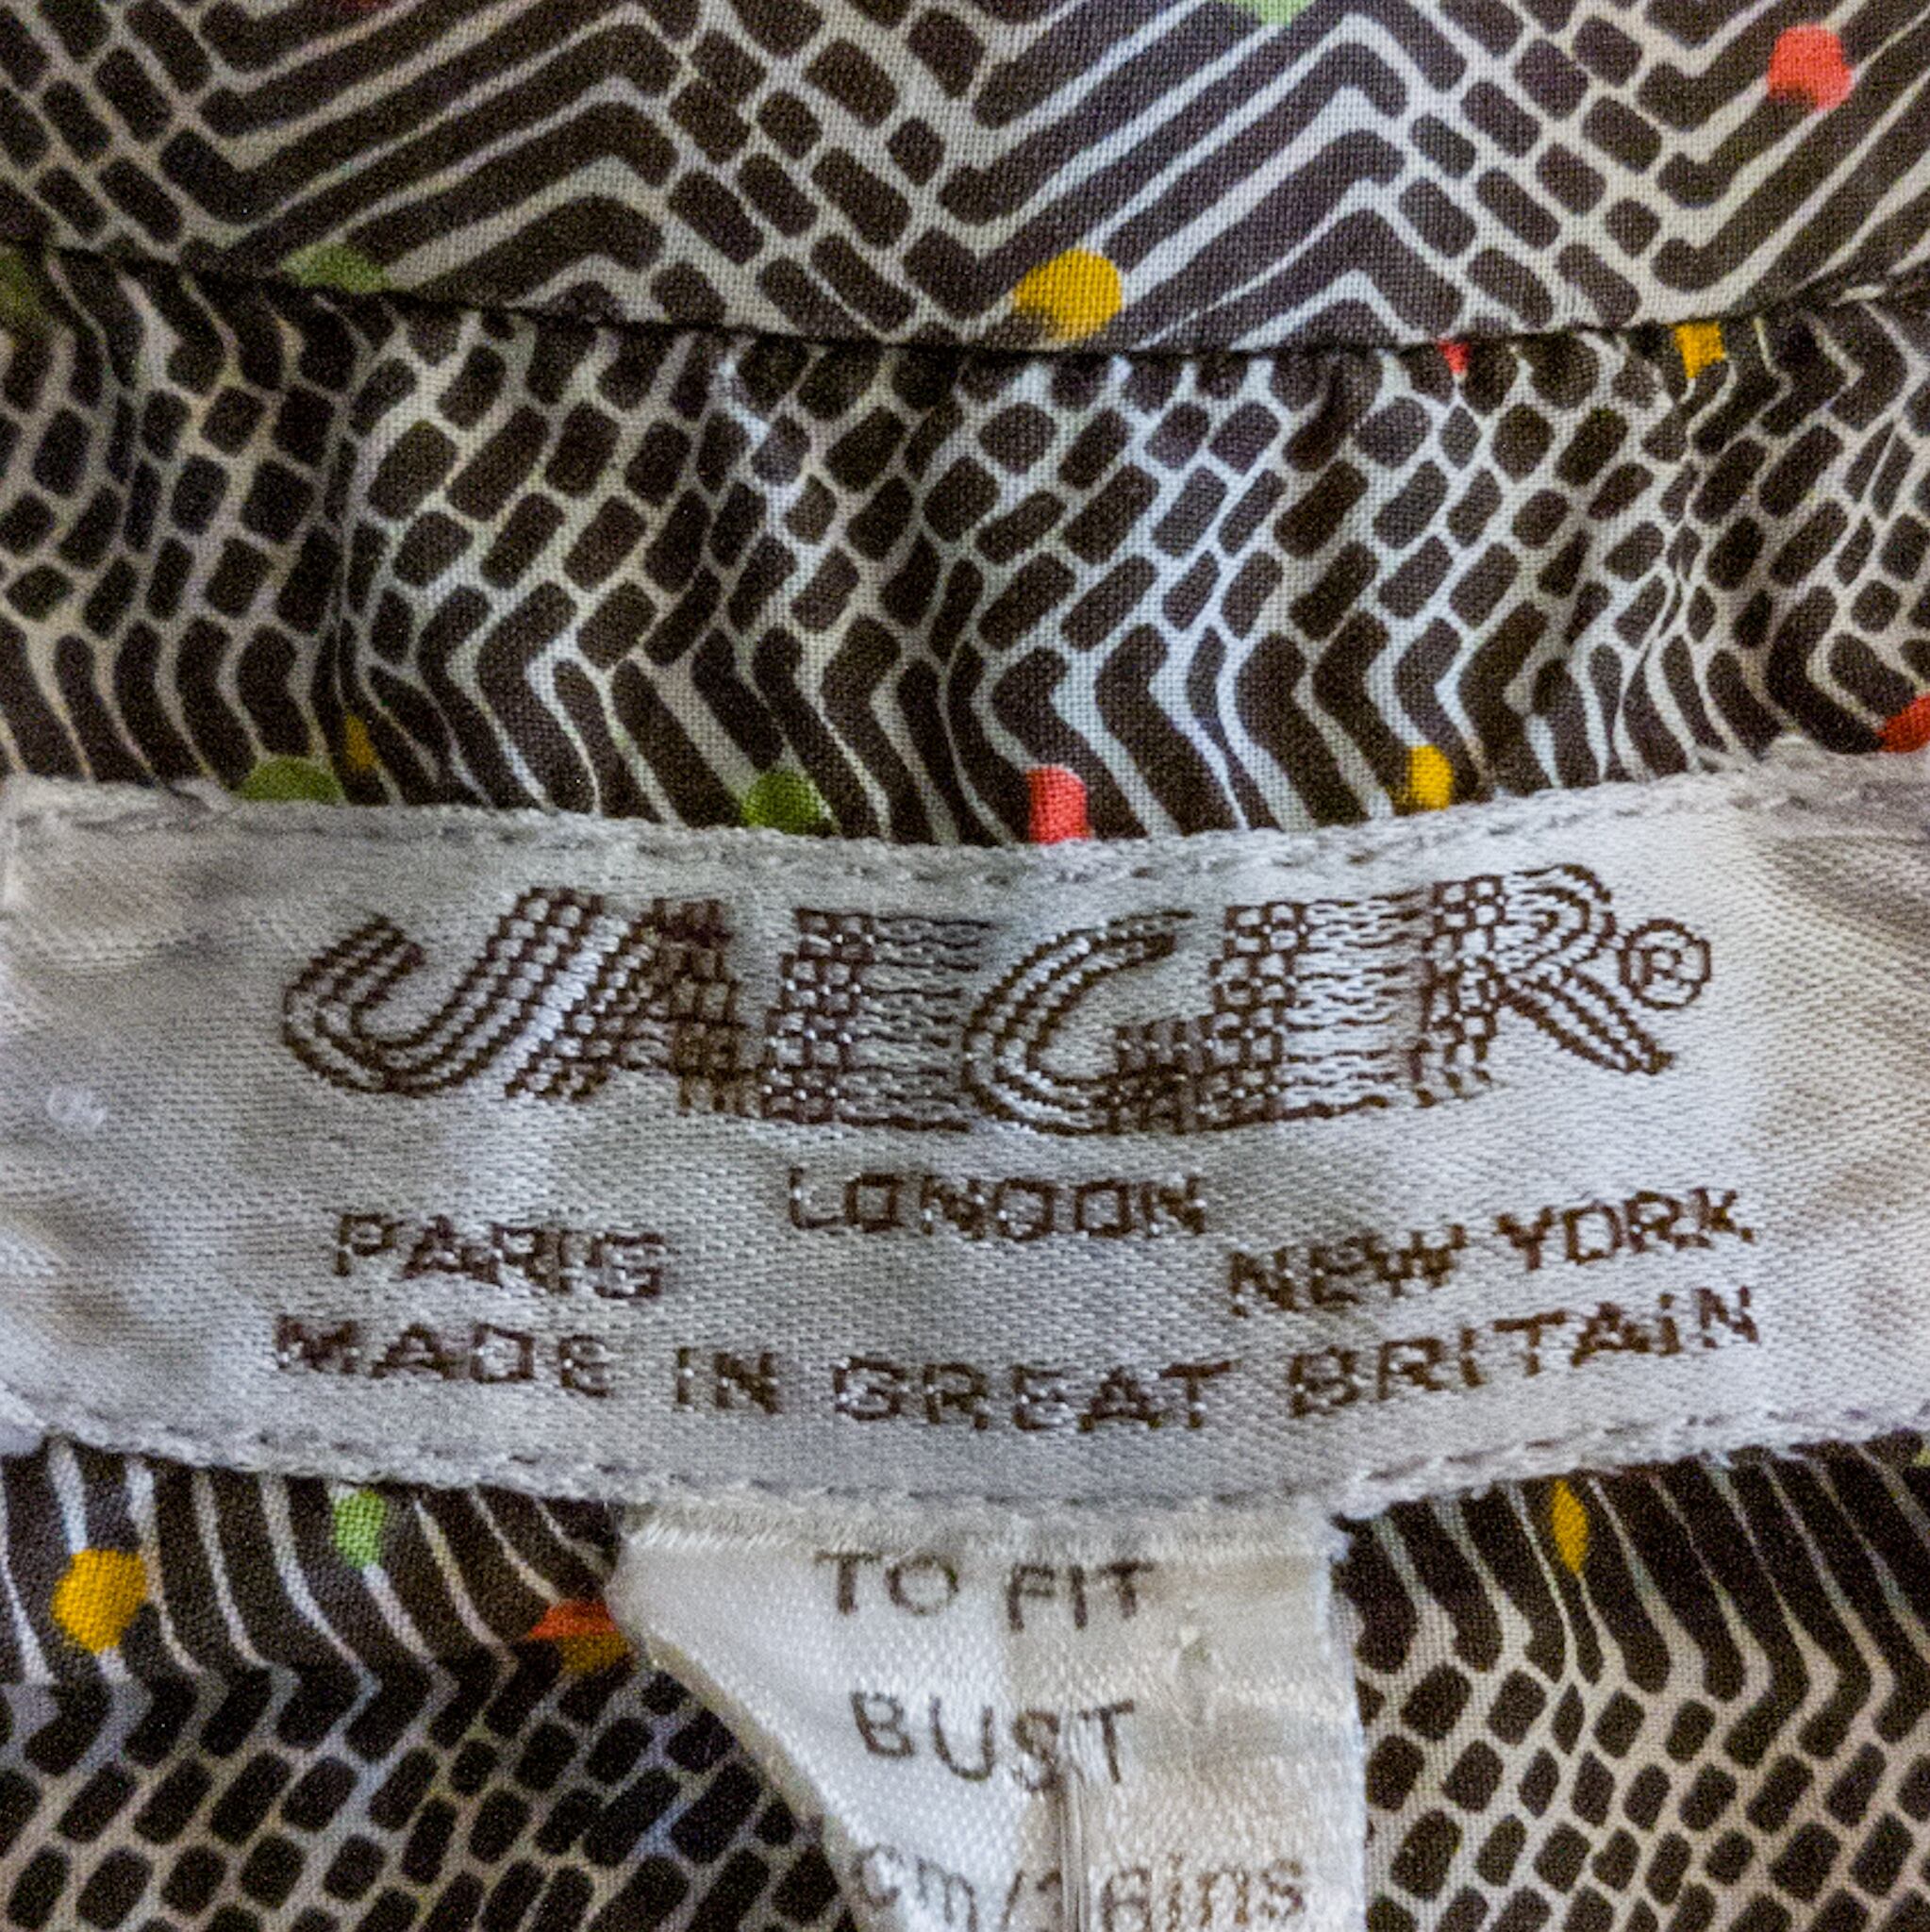 JAEGER®
LONDON
PARIS NEW YORK
MADE IN GREAT BRITAIN
TO FIT
BUST